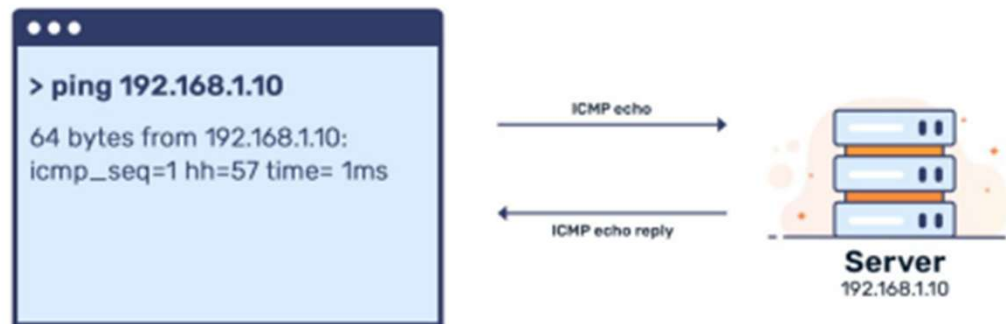 > ping 192.168.1.10
64 bytes from 192.168.1.10:
icmp_seq=1 hh=57 time= 1ms
ICMP echo
ICMP echo reply
Server
192.168.1.10